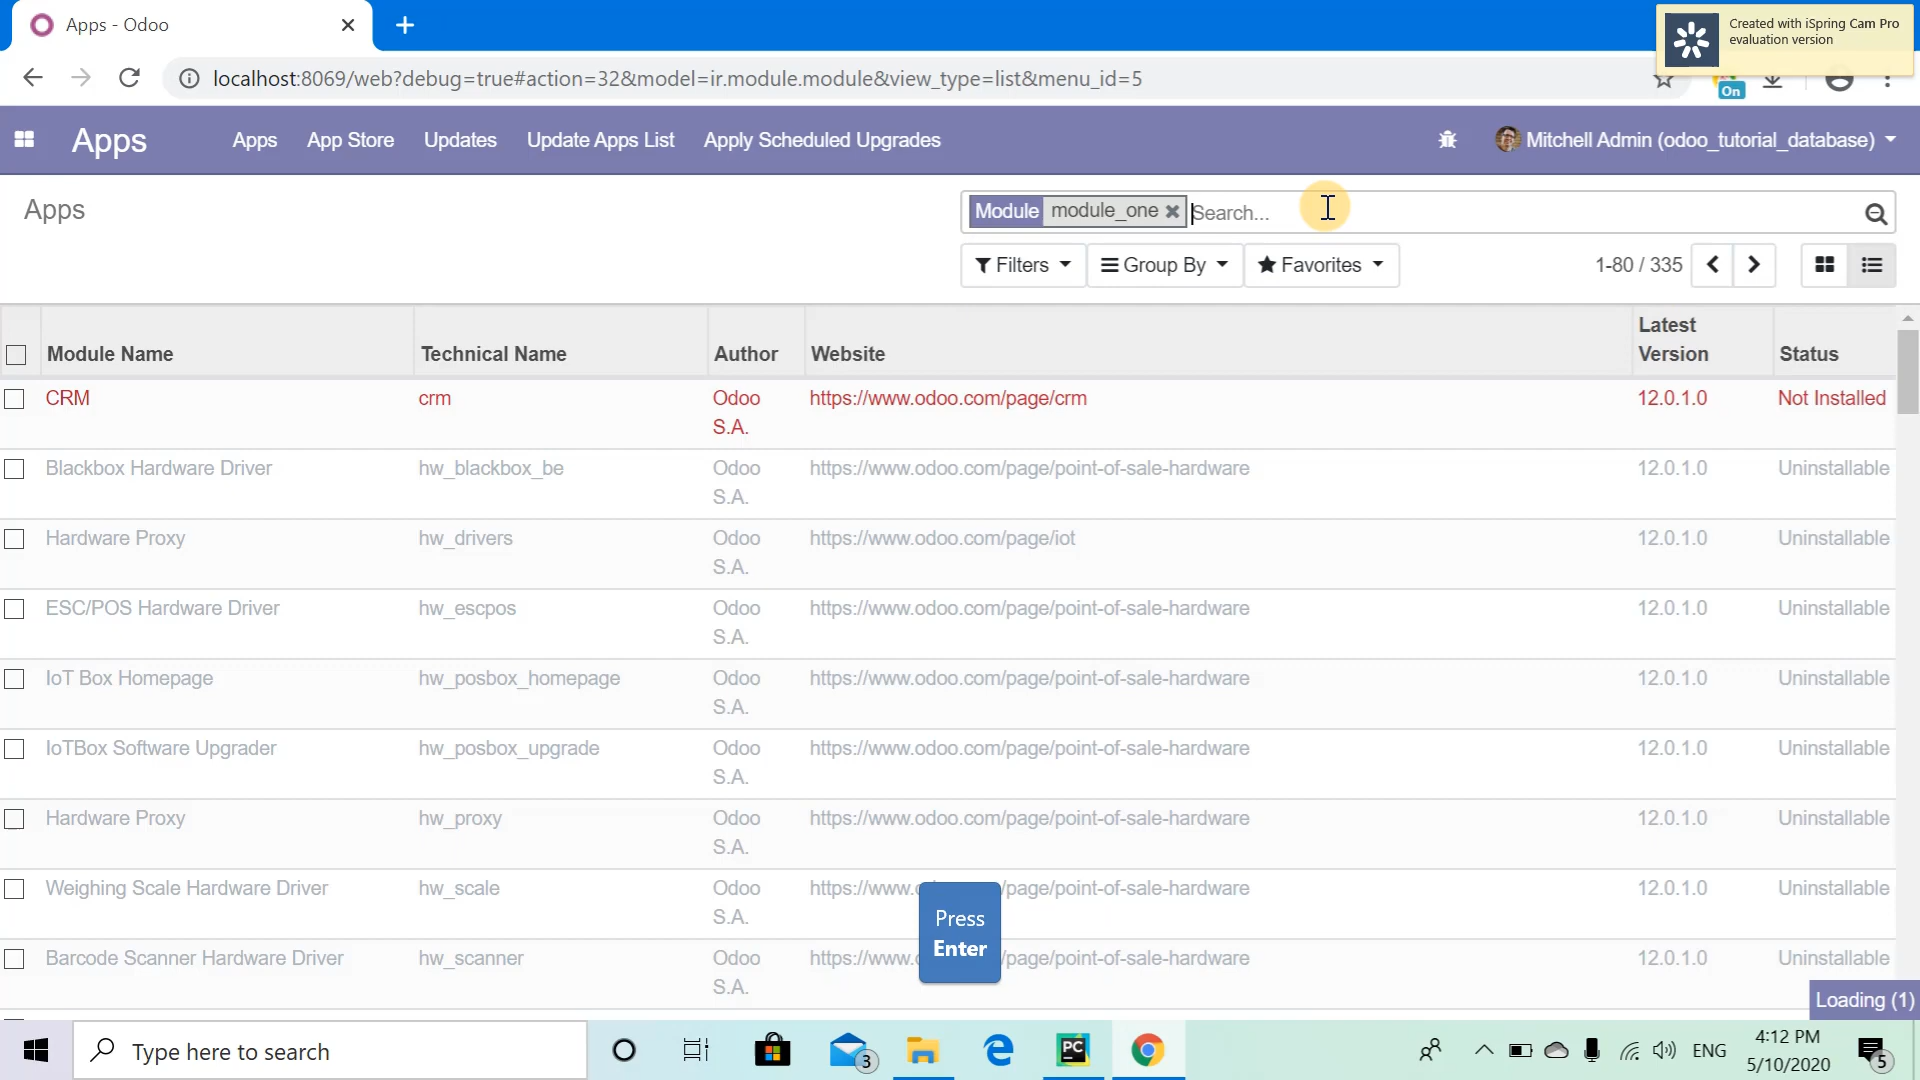 Apps - Odoo
Created with iSpring Cam Pro
evaluation version
localhost:8069/web?debug=true#action=32&model=ir.module.module&view_type=list&menu_id=5
On
Apps
Apps
App Store
Updates
Update Apps List
Apply Scheduled Upgrades
Mitchell Admin (odoo_tutorial_database)
Apps
Module module_one Search...
Filters
Group By
Favorites
1-80 / 335
Module Name Technical Name Author Website Latest Version Status
CRM crm Odoo S.A. https://www.odoo.com/page/crm 12.0.1.0 Not Installed
Blackbox Hardware Driver hw_blackbox_be Odoo S.A. https://www.odoo.com/page/point-of-sale-hardware 12.0.1.0 Uninstallable
Hardware Proxy hw_drivers Odoo S.A. https://www.odoo.com/page/iot 12.0.1.0 Uninstallable
ESC/POS Hardware Driver hw_escpos Odoo S.A. https://www.odoo.com/page/point-of-sale-hardware 12.0.1.0 Uninstallable
IoT Box Homepage hw_posbox_homepage Odoo S.A. https://www.odoo.com/page/point-of-sale-hardware 12.0.1.0 Uninstallable
IoTBox Software Upgrader hw_posbox_upgrade Odoo S.A. https://www.odoo.com/page/point-of-sale-hardware 12.0.1.0 Uninstallable
Hardware Proxy hw_proxy Odoo S.A. https://www.odoo.com/page/point-of-sale-hardware 12.0.1.0 Uninstallable
Weighing Scale Hardware Driver hw_scale Odoo S.A. https://www. /page/point-of-sale-hardware 12.0.1.0 Uninstallable
Barcode Scanner Hardware Driver hw_scanner Odoo S.A. https://www. /page/point-of-sale-hardware 12.0.1.0 Uninstallable
Press
Enter
Loading (1)
Type here to search
3
PC
ENG
4:12 PM
5/10/2020
5